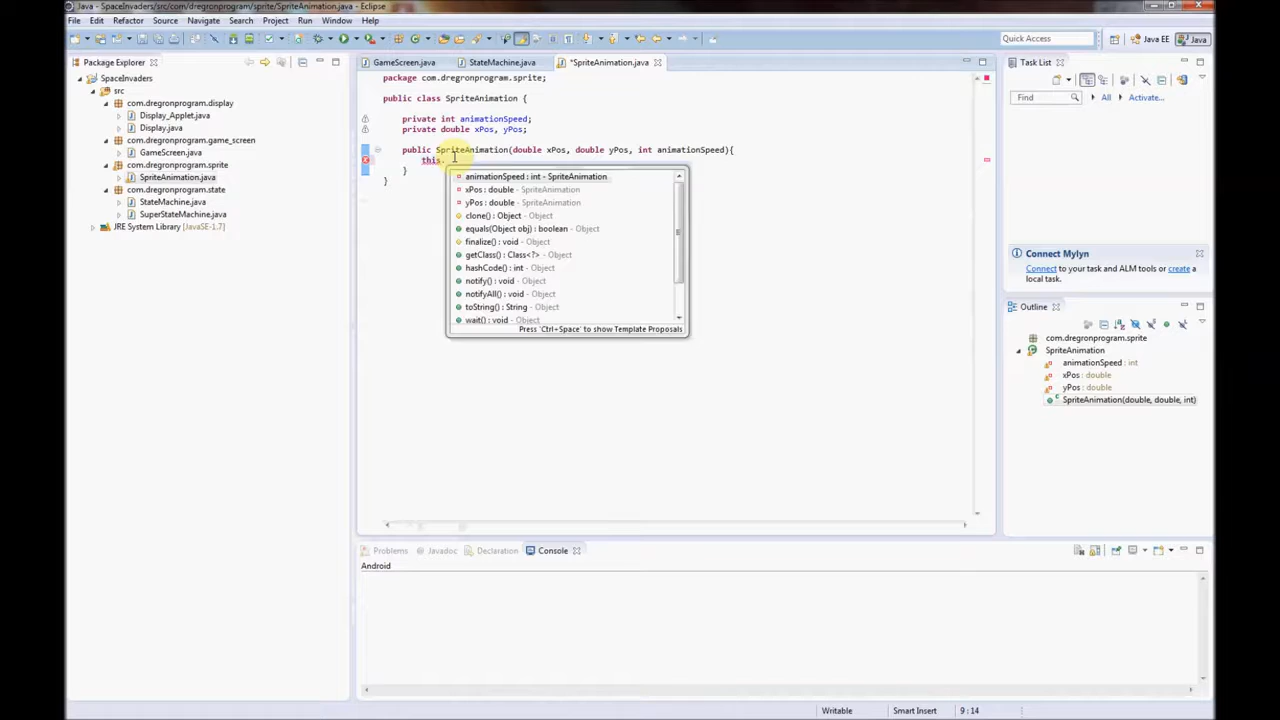 Java - SpaceInvaders/src/com/dregronprogram/sprite/SpriteAnimation.java - Eclipse
File Edit Refactor Source Navigate Search Project Run Window Help
Quick Access
Java EE
Java
Package Explorer
SpaceInvaders
src
com.dregronprogram.display
Display_Applet.java
Display.java
com.dregronprogram.game_screen
GameScreen.java
com.dregronprogram.sprite
SpriteAnimation.java
com.dregronprogram.state
StateMachine.java
SuperStateMachine.java
JRE System Library [JavaSE-1.7]
GameScreen.java
StateMachine.java
*SpriteAnimation.java
package com.dregronprogram.sprite;
public class SpriteAnimation {
private int animationSpeed;
private double xPos, yPos;
public SpriteAnimation(double xPos, double yPos, int animationSpeed){
this.
}
}
animationSpeed : int - SpriteAnimation
xPos : double - SpriteAnimation
yPos : double - SpriteAnimation
clone() : Object - Object
equals(Object obj) : boolean - Object
finalize() : void - Object
getClass() : Class<?> - Object
hashCode() : int - Object
notify() : void - Object
notifyAll() : void - Object
toString() : String - Object
wait() : void - Object
Press 'Ctrl+Space' to show Template Proposals
Task List
Find
All
Activate...
Connect Mylyn
Connect to your task and ALM tools or create a
local task.
Outline
com.dregronprogram.sprite
SpriteAnimation
animationSpeed : int
xPos : double
yPos : double
SpriteAnimation(double, double, int)
Problems
Javadoc
Declaration
Console
Android
Writable
Smart Insert
9 : 14